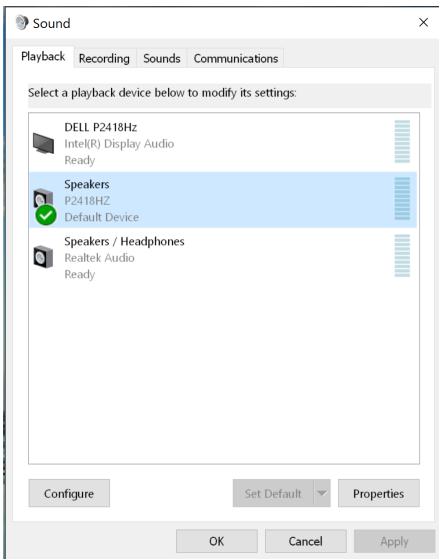 Sound
Playback Recording Sounds Communications
Select a playback device below to modify its settings:
DELL P2418Hz
Intel(R) Display Audio
Ready
Speakers
P2418HZ
Default Device
Speakers / Headphones
Realtek Audio
Ready
Configure Set Default Properties
OK Cancel Apply